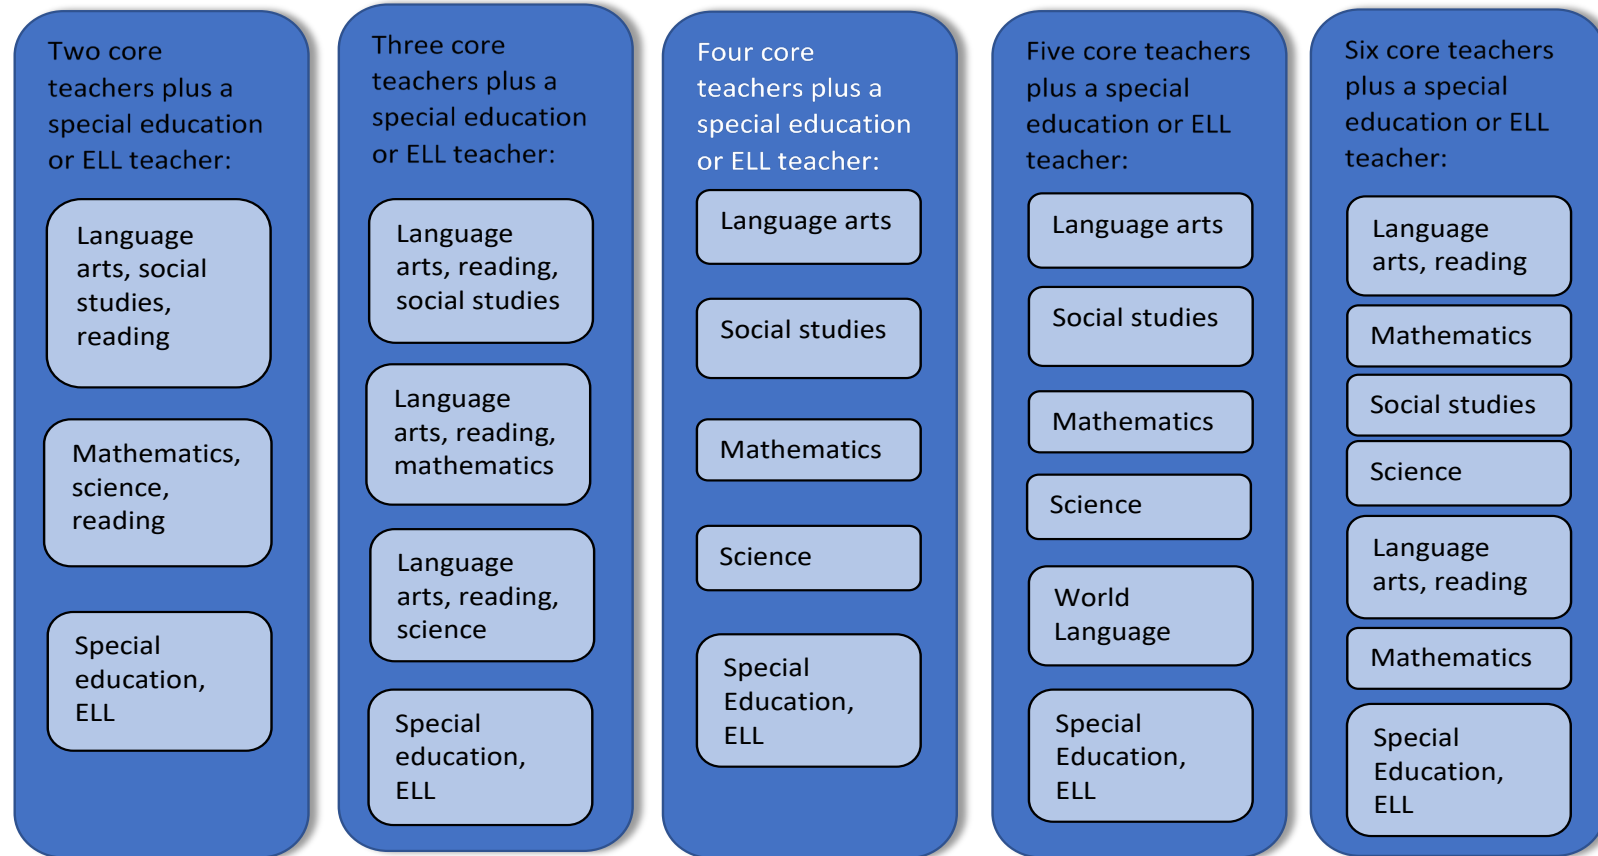 Two core
teachers plus a
special education
or ELL teacher:
Language
arts, social
studies,
reading
Mathematics,
science,
reading
Special
education,
ELL
Three core
teachers plus a
special education
or ELL teacher:
Language
arts, reading,
social studies
Language
arts, reading,
mathematics
Language
arts, reading,
science
Special
education,
ELL
Four core
teachers plus a
special education
or ELL teacher:
Language arts
Social studies
Mathematics
Science
Special
Education,
ELL
Five core teachers
plus a special
education or ELL
teacher:
Language arts
Social studies
Mathematics
Science
World
Language
Special
Education,
ELL
Six core teachers
plus a special
education or ELL
teacher:
Language
arts, reading
Mathematics
Social studies
Science
Language
arts, reading
Mathematics
Special
Education,
ELL